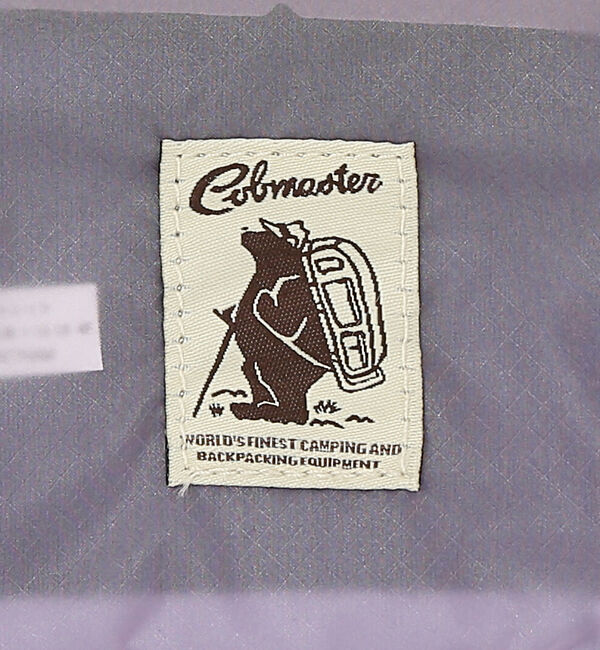 Cobmaster
WORLD'S FINEST CAMPING AND
BACKPACKING EQUIPMENT